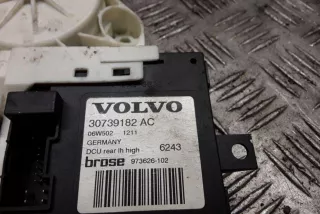 VOLVO
30739182 AC
06W502 1211
GERMANY
DCU rear lh high 6243
brose 973626-102